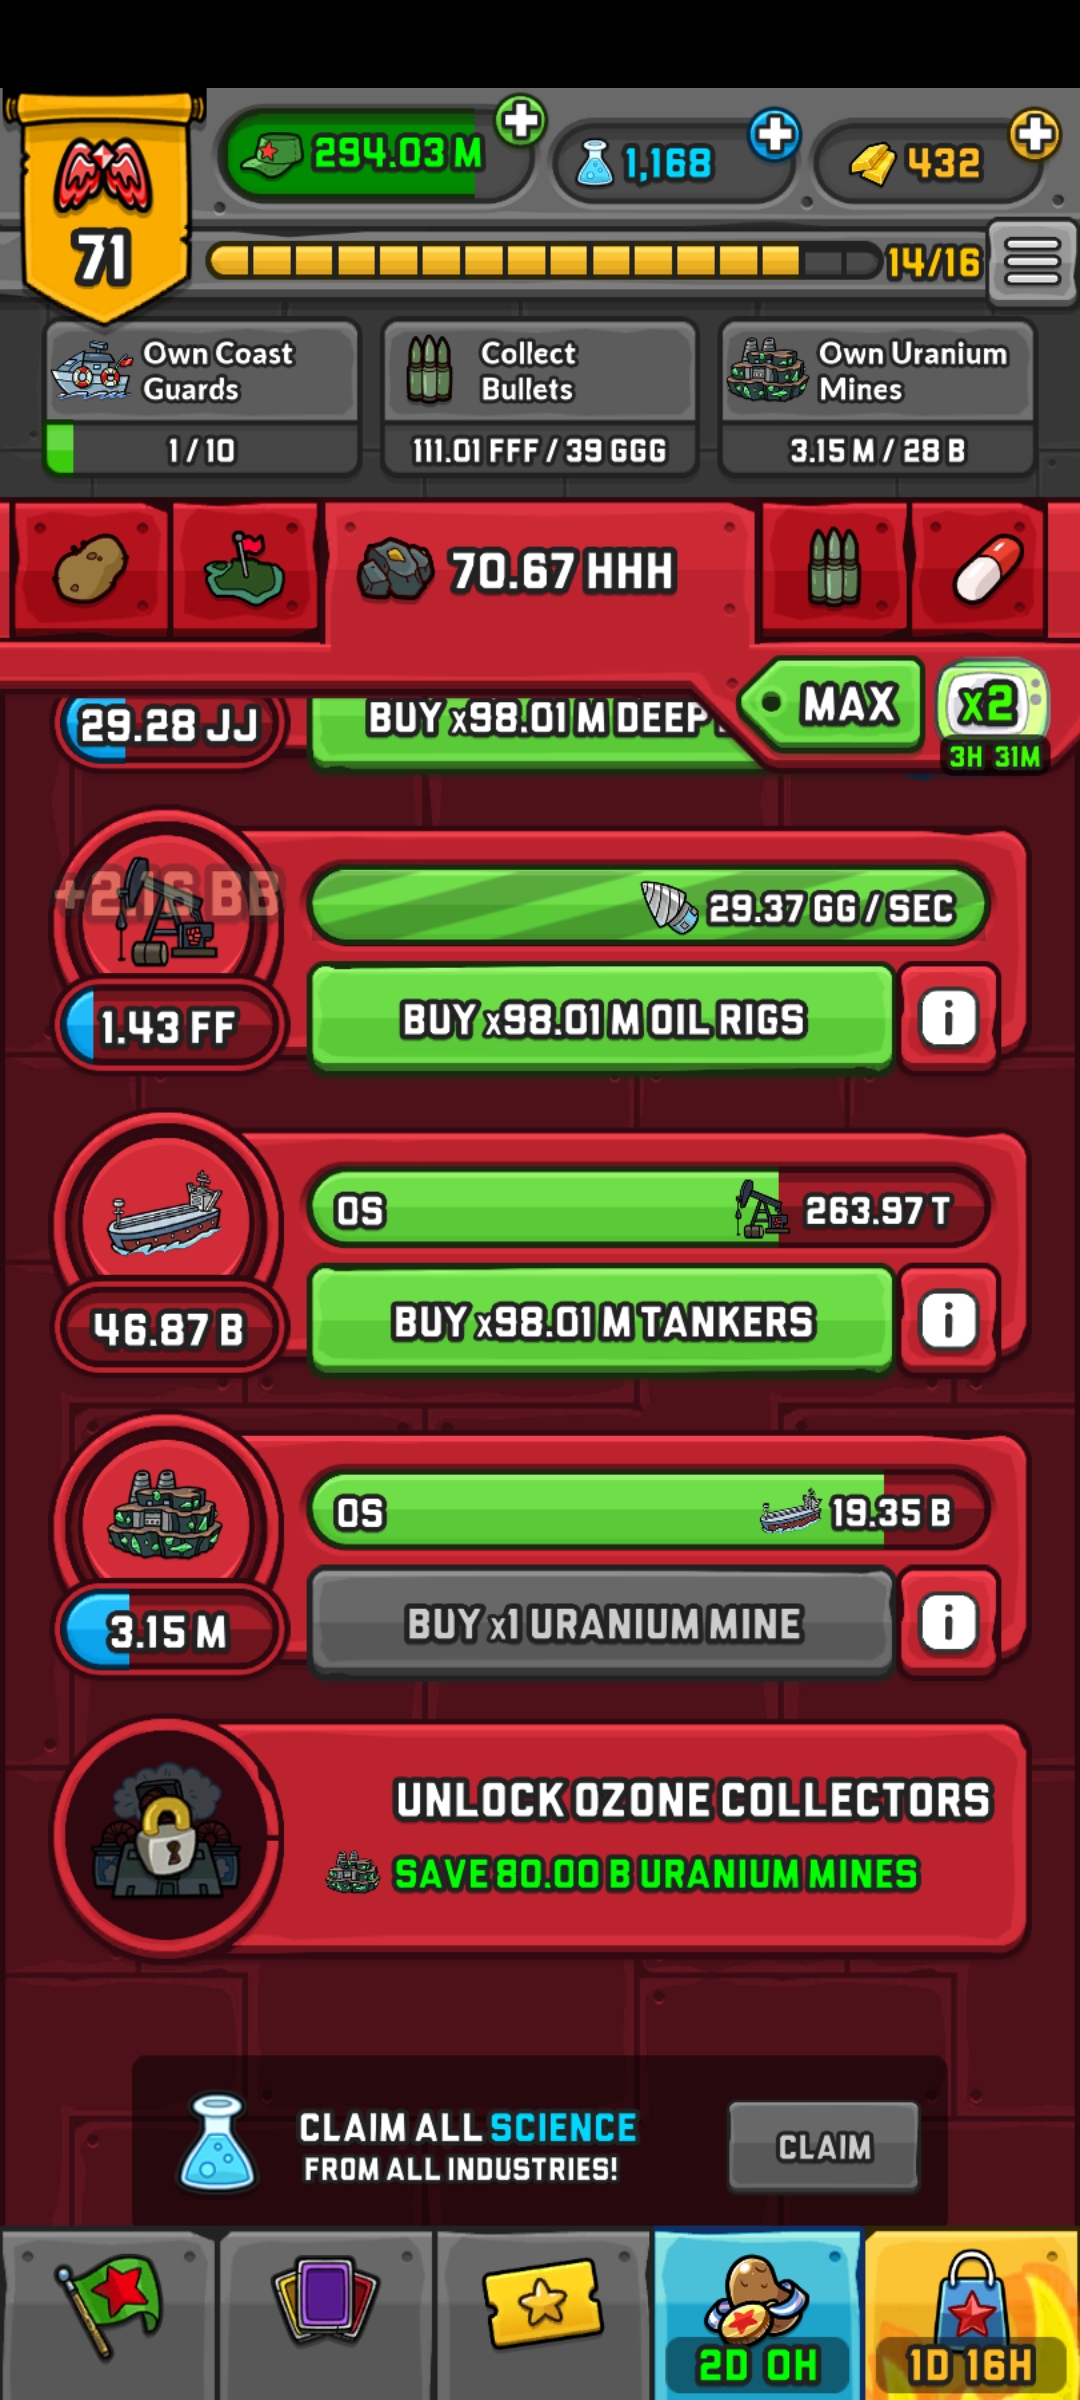 294.03 M
1,168
432
71
14/16
Own Coast
Guards
1 / 10
Collect
Bullets
111.01 FFF / 39 GGG
Own Uranium
Mines
3.15 M / 28 B
70.67 HHH
MAX
x2
3H 31M
29.28 JJ
BUY x98.01 M DEEP
+2.16 BB
29.37 GG / SEC
1.43 FF
BUY x98.01 M OIL RIGS
0S
263.97 T
46.87 B
BUY x98.01 M TANKERS
0S
19.35 B
3.15 M
BUY x1 URANIUM MINE
UNLOCK OZONE COLLECTORS
SAVE 80.00 B URANIUM MINES
CLAIM ALL SCIENCE
FROM ALL INDUSTRIES!
CLAIM
2D 0H
1D 16H